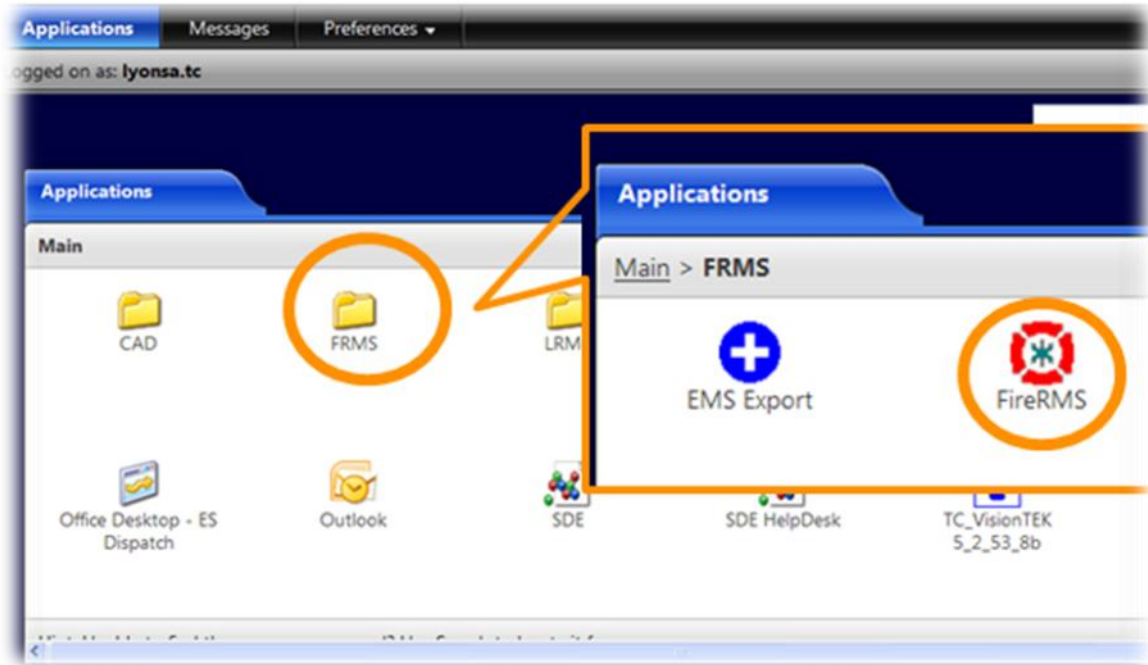 Applications Messages Preferences
Logged on as: lyonsa.tc
Applications
Main
CAD
FRMS
LRM
Office Desktop - ES
Dispatch
Outlook
SDE
SDE HelpDesk
TC_VisionTEK
5_2_53_8b
Applications
Main > FRMS
EMS Export
FireRMS